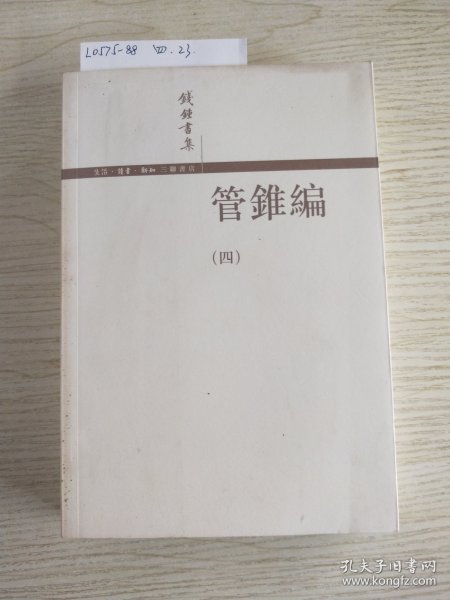 L0575-88 四.23.
錢鍾書集
生活·讀書·新知 三聯書店
管錐編
(四)
孔夫子旧书网
www.kongfz.com